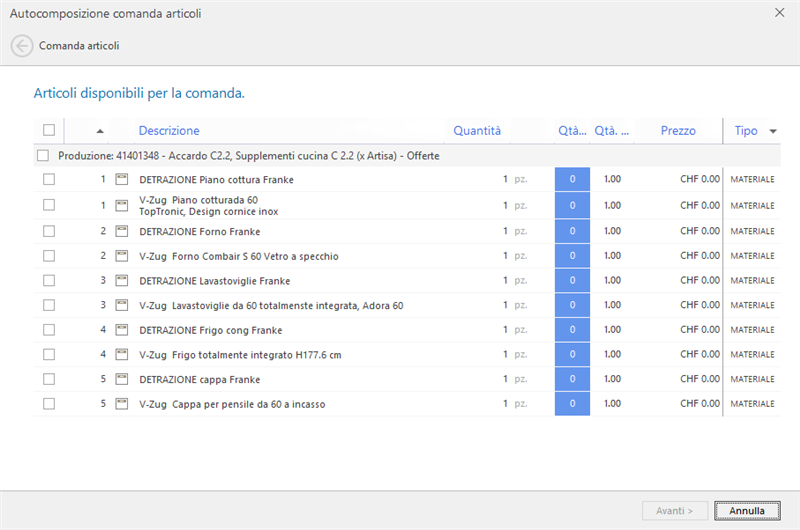 Autocomposizione comanda articoli
Comanda articoli
Articoli disponibili per la comanda.
Descrizione Quantità Qtà... Qtà. ... Prezzo Tipo
Produzione: 41401348 - Accardo C2.2, Supplementi cucina C 2.2 (x Artisa) - Offerte
1 DETRAZIONE Piano cottura Franke 1 pz. 0 1.00 CHF 0.00 MATERIALE
1 V-Zug Piano cotturada 60 1 pz. 0 1.00 CHF 0.00 MATERIALE
TopTronic, Design cornice inox
2 DETRAZIONE Forno Franke 1 pz. 0 1.00 CHF 0.00 MATERIALE
2 V-Zug Forno Combair S 60 Vetro a specchio 1 pz. 0 1.00 CHF 0.00 MATERIALE
3 DETRAZIONE Lavastoviglie Franke 1 pz. 0 1.00 CHF 0.00 MATERIALE
3 V-Zug Lavastoviglie da 60 totalmenste integrata, Adora 60 1 pz. 0 1.00 CHF 0.00 MATERIALE
4 DETRAZIONE Frigo cong Franke 1 pz. 0 1.00 CHF 0.00 MATERIALE
4 V-Zug Frigo totalmente integrato H177.6 cm 1 pz. 0 1.00 CHF 0.00 MATERIALE
5 DETRAZIONE cappa Franke 1 pz. 0 1.00 CHF 0.00 MATERIALE
5 V-Zug Cappa per pensile da 60 a incasso 1 pz. 0 1.00 CHF 0.00 MATERIALE
Avanti > Annulla